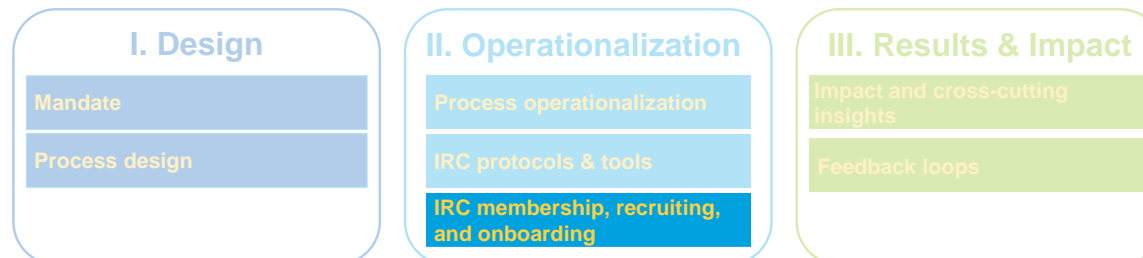 I. Design
Mandate
Process design
II. Operationalization
Process operationalization
IRC protocols & tools
IRC membership, recruiting,
and onboarding
III. Results & Impact
Impact and cross-cutting
insights
Feedback loops